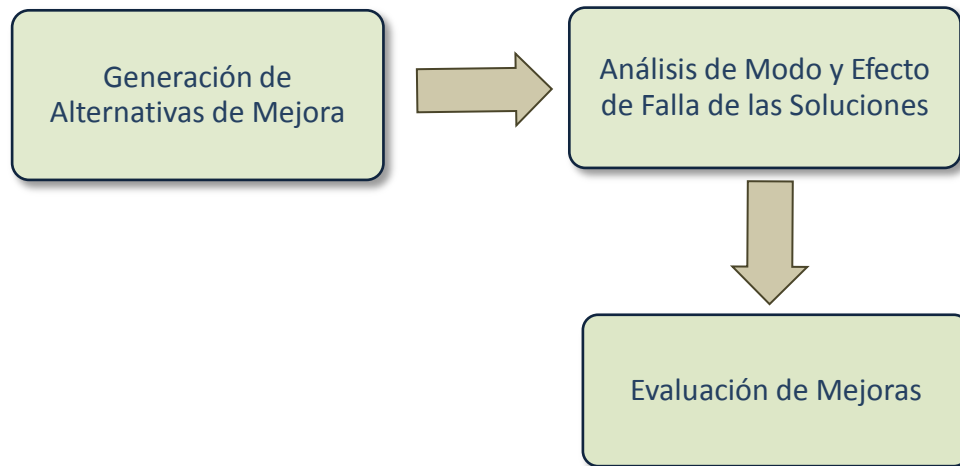 Generación de
Alternativas de Mejora
Análisis de Modo y Efecto
de Falla de las Soluciones
Evaluación de Mejoras